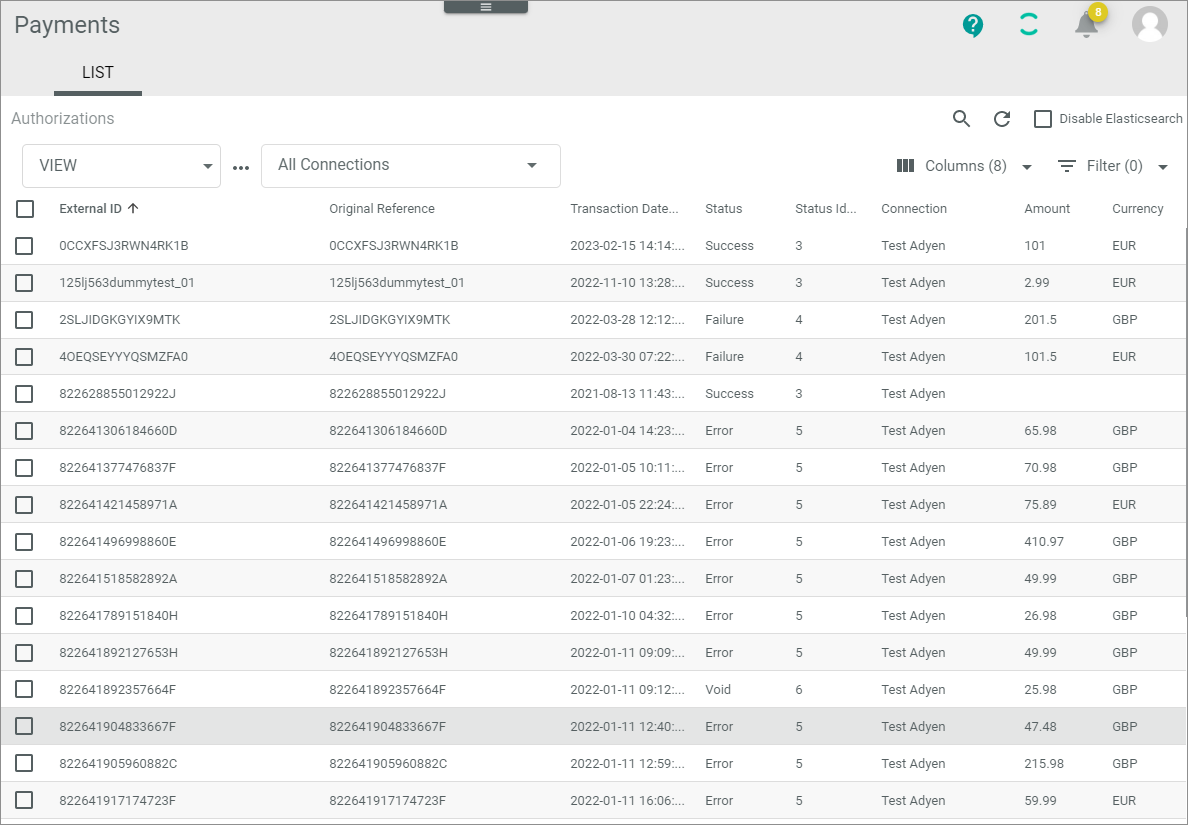 Payments
8
LIST
Authorizations
Disable Elasticsearch
VIEW ... All Connections Columns (8) Filter (0)
External ID Original Reference Transaction Date... Status Status Id... Connection Amount Currency
0CCXFSJ3RWN4RK1B 0CCXFSJ3RWN4RK1B 2023-02-15 14:14:... Success 3 Test Adyen 101 EUR
125lj563dummytest_01 125lj563dummytest_01 2022-11-10 13:28:... Success 3 Test Adyen 2.99 EUR
2SLJIDGKGYIX9MTK 2SLJIDGKGYIX9MTK 2022-03-28 12:12:... Failure 4 Test Adyen 201.5 GBP
4OEQSEYYYQSMZFA0 4OEQSEYYYQSMZFA0 2022-03-30 07:22:... Failure 4 Test Adyen 101.5 EUR
822628855012922J 822628855012922J 2021-08-13 11:43:... Success 3 Test Adyen
822641306184660D 822641306184660D 2022-01-04 14:23:... Error 5 Test Adyen 65.98 GBP
822641377476837F 822641377476837F 2022-01-05 10:11:... Error 5 Test Adyen 70.98 GBP
822641421458971A 822641421458971A 2022-01-05 22:24:... Error 5 Test Adyen 75.89 EUR
822641496998860E 822641496998860E 2022-01-06 19:23:... Error 5 Test Adyen 410.97 GBP
822641518582892A 822641518582892A 2022-01-07 01:23:... Error 5 Test Adyen 49.99 GBP
822641789151840H 822641789151840H 2022-01-10 04:32:... Error 5 Test Adyen 26.98 GBP
822641892127653H 822641892127653H 2022-01-11 09:09:... Error 5 Test Adyen 49.99 GBP
822641892357664F 822641892357664F 2022-01-11 09:12:... Void 6 Test Adyen 25.98 GBP
822641904833667F 822641904833667F 2022-01-11 12:40:... Error 5 Test Adyen 47.48 GBP
822641905960882C 822641905960882C 2022-01-11 12:59:... Error 5 Test Adyen 215.98 GBP
822641917174723F 822641917174723F 2022-01-11 16:06:... Error 5 Test Adyen 59.99 EUR